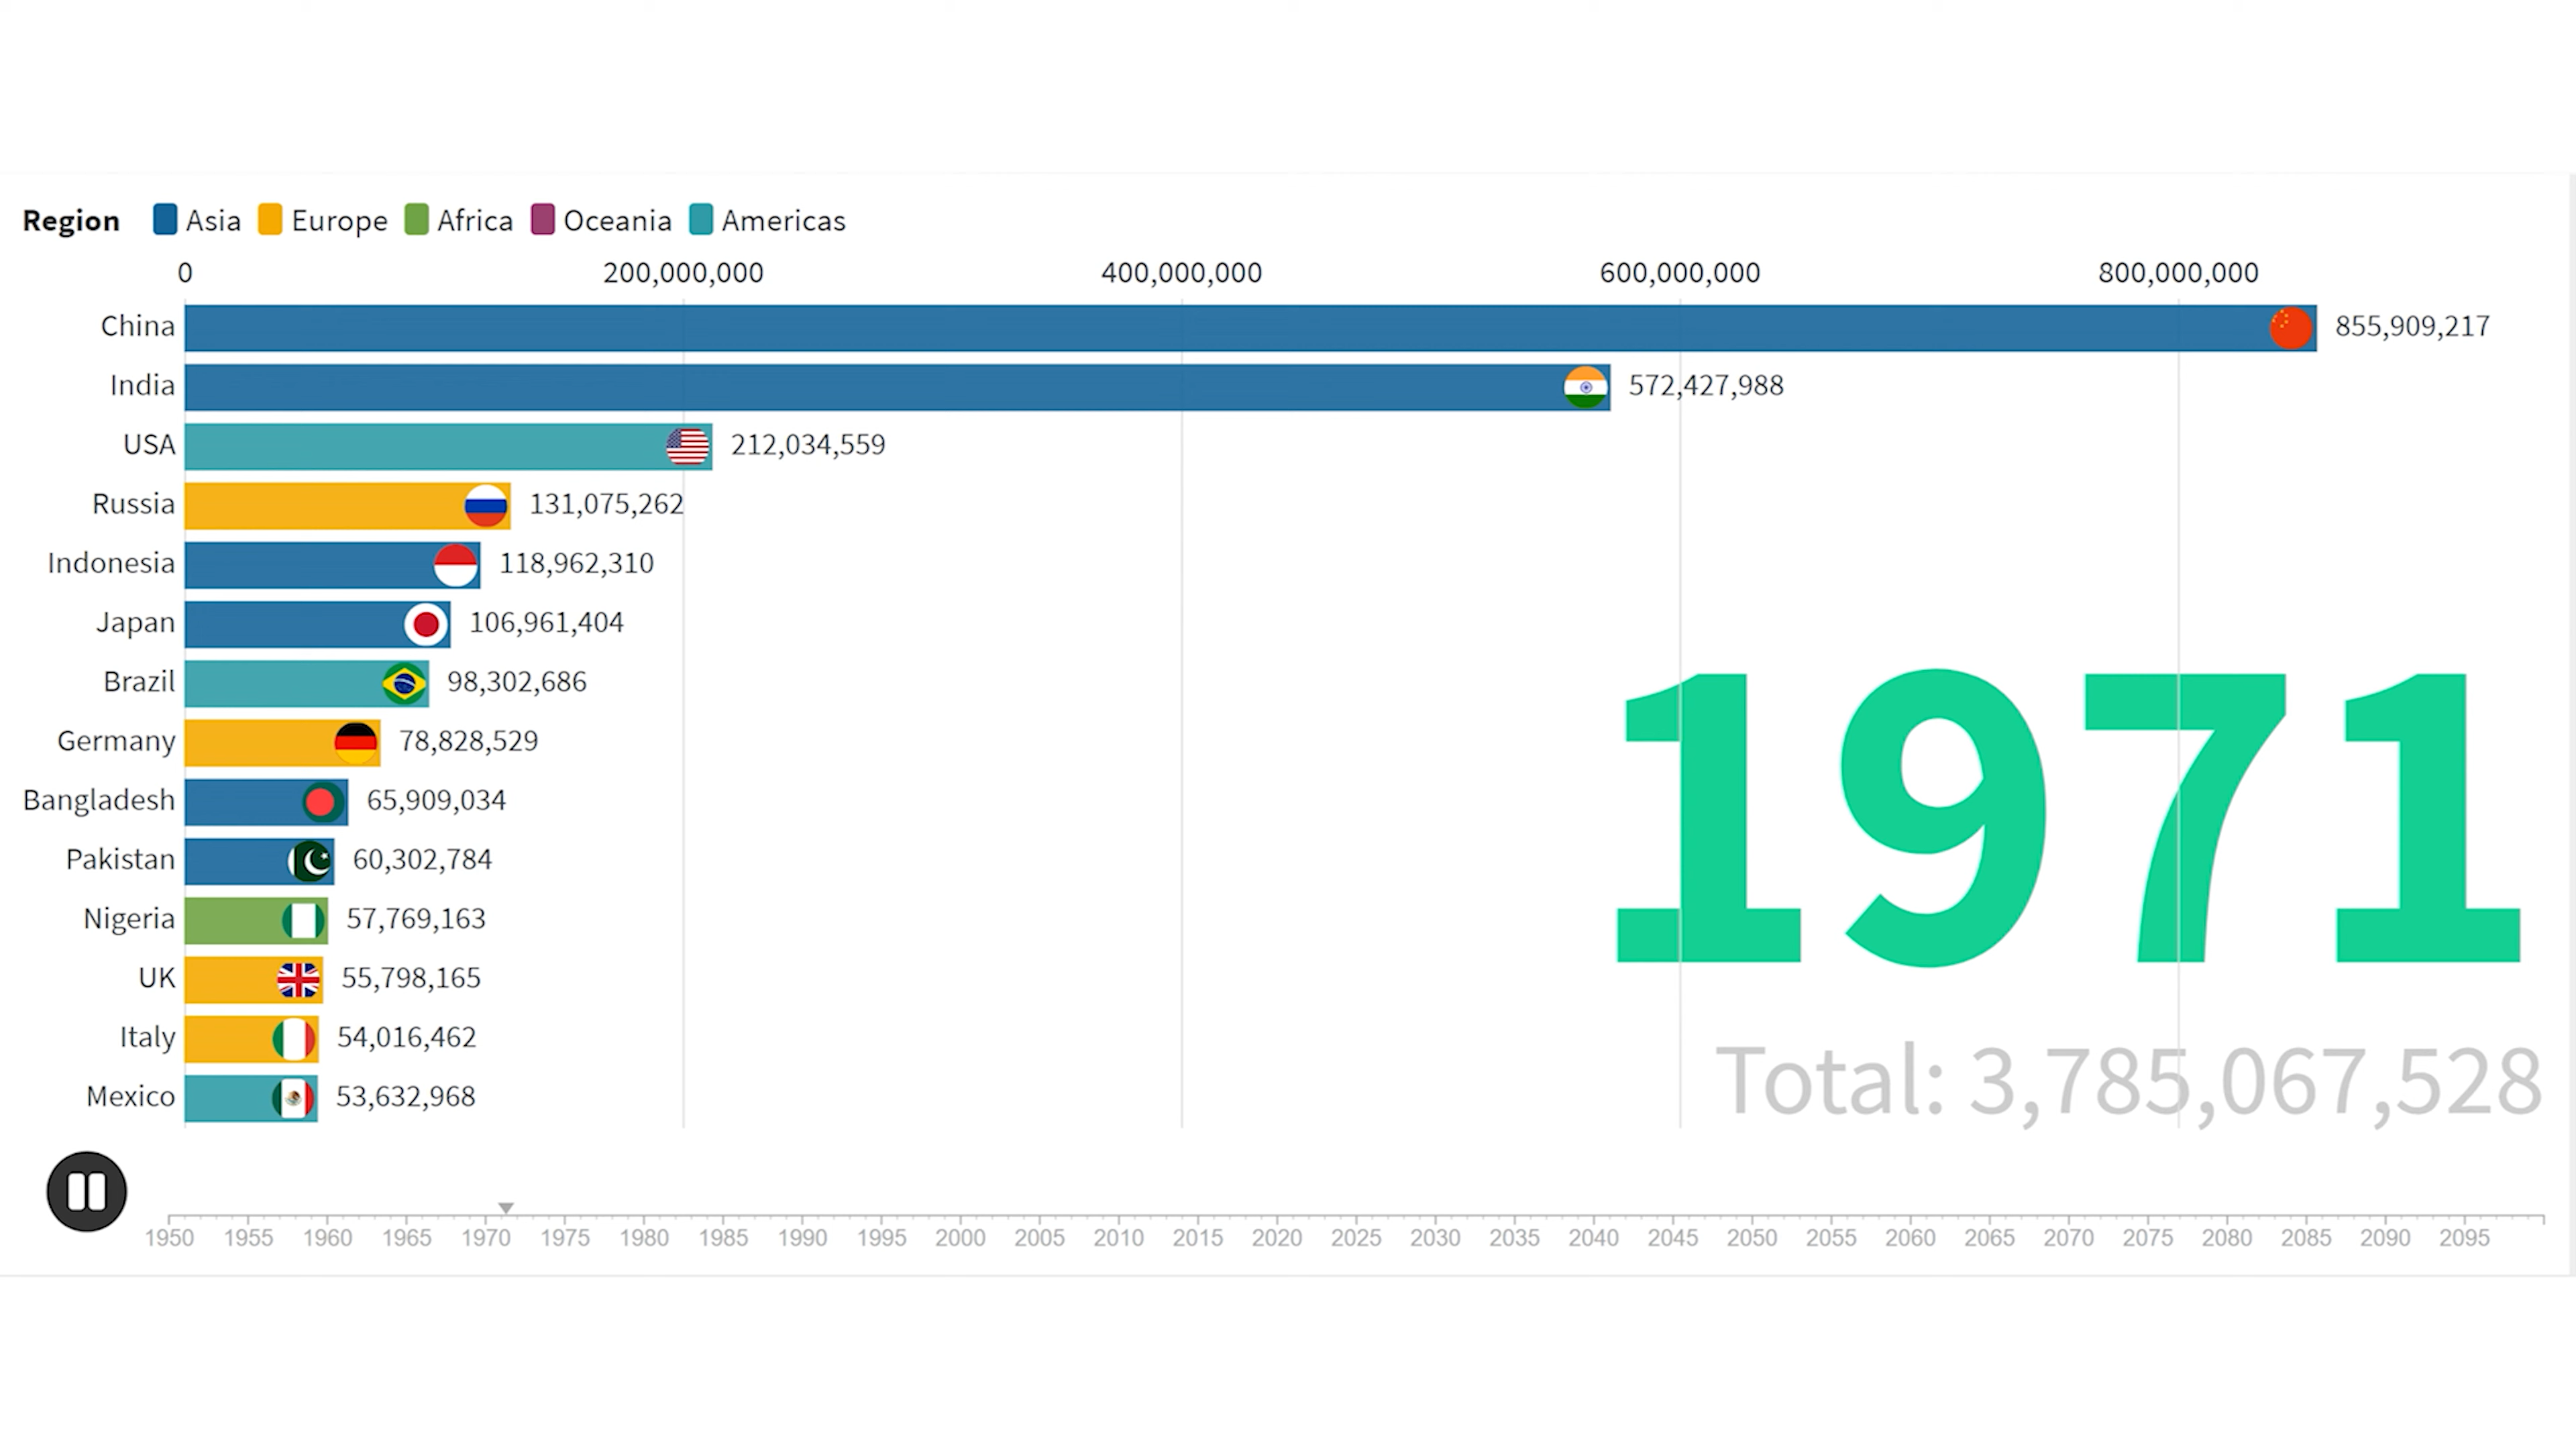 Region Asia Europe Africa Oceania Americas
0 200,000,000 400,000,000 600,000,000 800,000,000
China 855,909,217
India 572,427,988
USA 212,034,559
Russia 131,075,262
Indonesia 118,962,310
Japan 106,961,404
Brazil 98,302,686
Germany 78,828,529
Bangladesh 65,909,034
Pakistan 60,302,784
Nigeria 57,769,163
UK 55,798,165
Italy 54,016,462
Mexico 53,632,968
1971
Total: 3,785,067,528
1950 1955 1960 1965 1970 1975 1980 1985 1990 1995 2000 2005 2010 2015 2020 2025 2030 2035 2040 2045 2050 2055 2060 2065 2070 2075 2080 2085 2090 2095